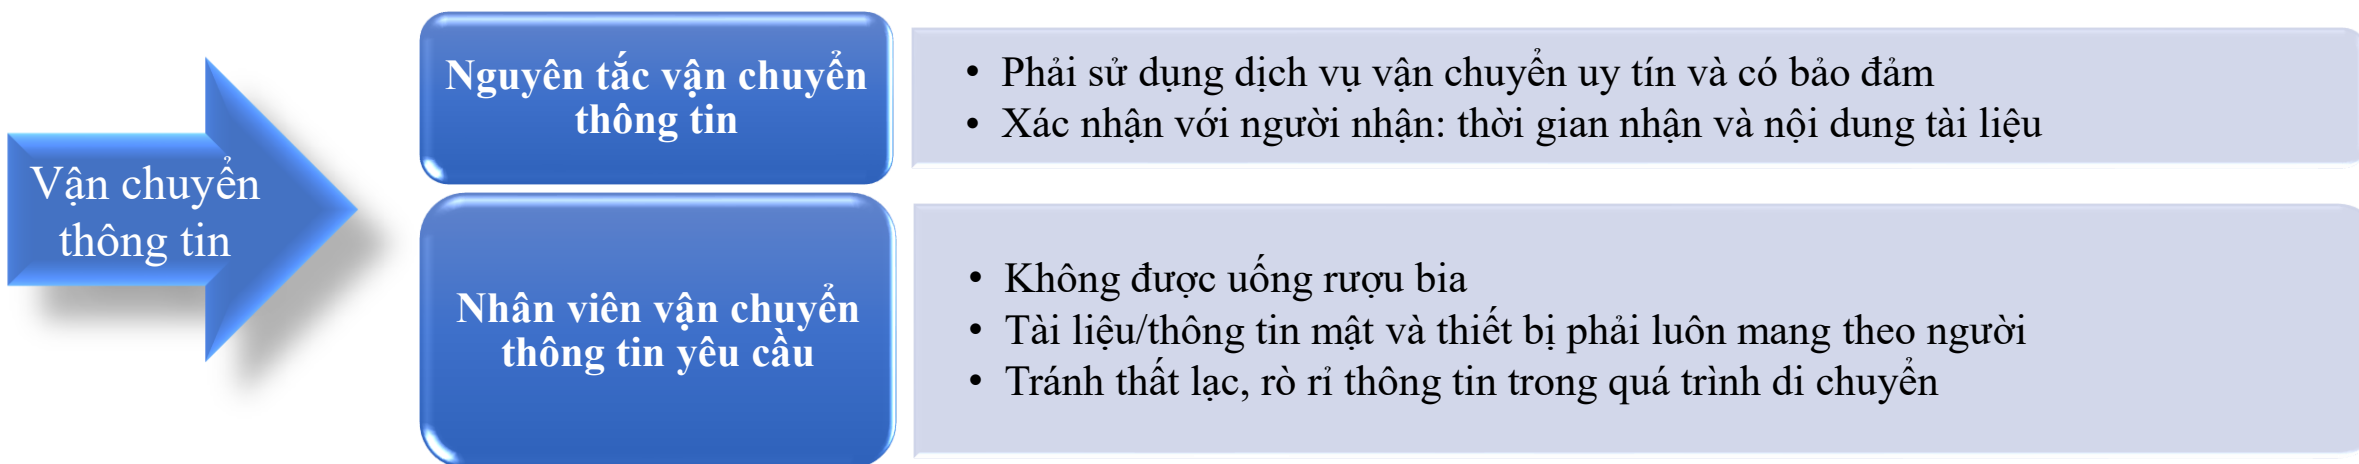 Vận chuyển
thông tin
Nguyên tắc vận chuyển
thông tin
• Phải sử dụng dịch vụ vận chuyển uy tín và có bảo đảm
• Xác nhận với người nhận: thời gian nhận và nội dung tài liệu
Nhân viên vận chuyển
thông tin yêu cầu
• Không được uống rượu bia
• Tài liệu/thông tin mật và thiết bị phải luôn mang theo người
• Tránh thất lạc, rò rỉ thông tin trong quá trình di chuyển